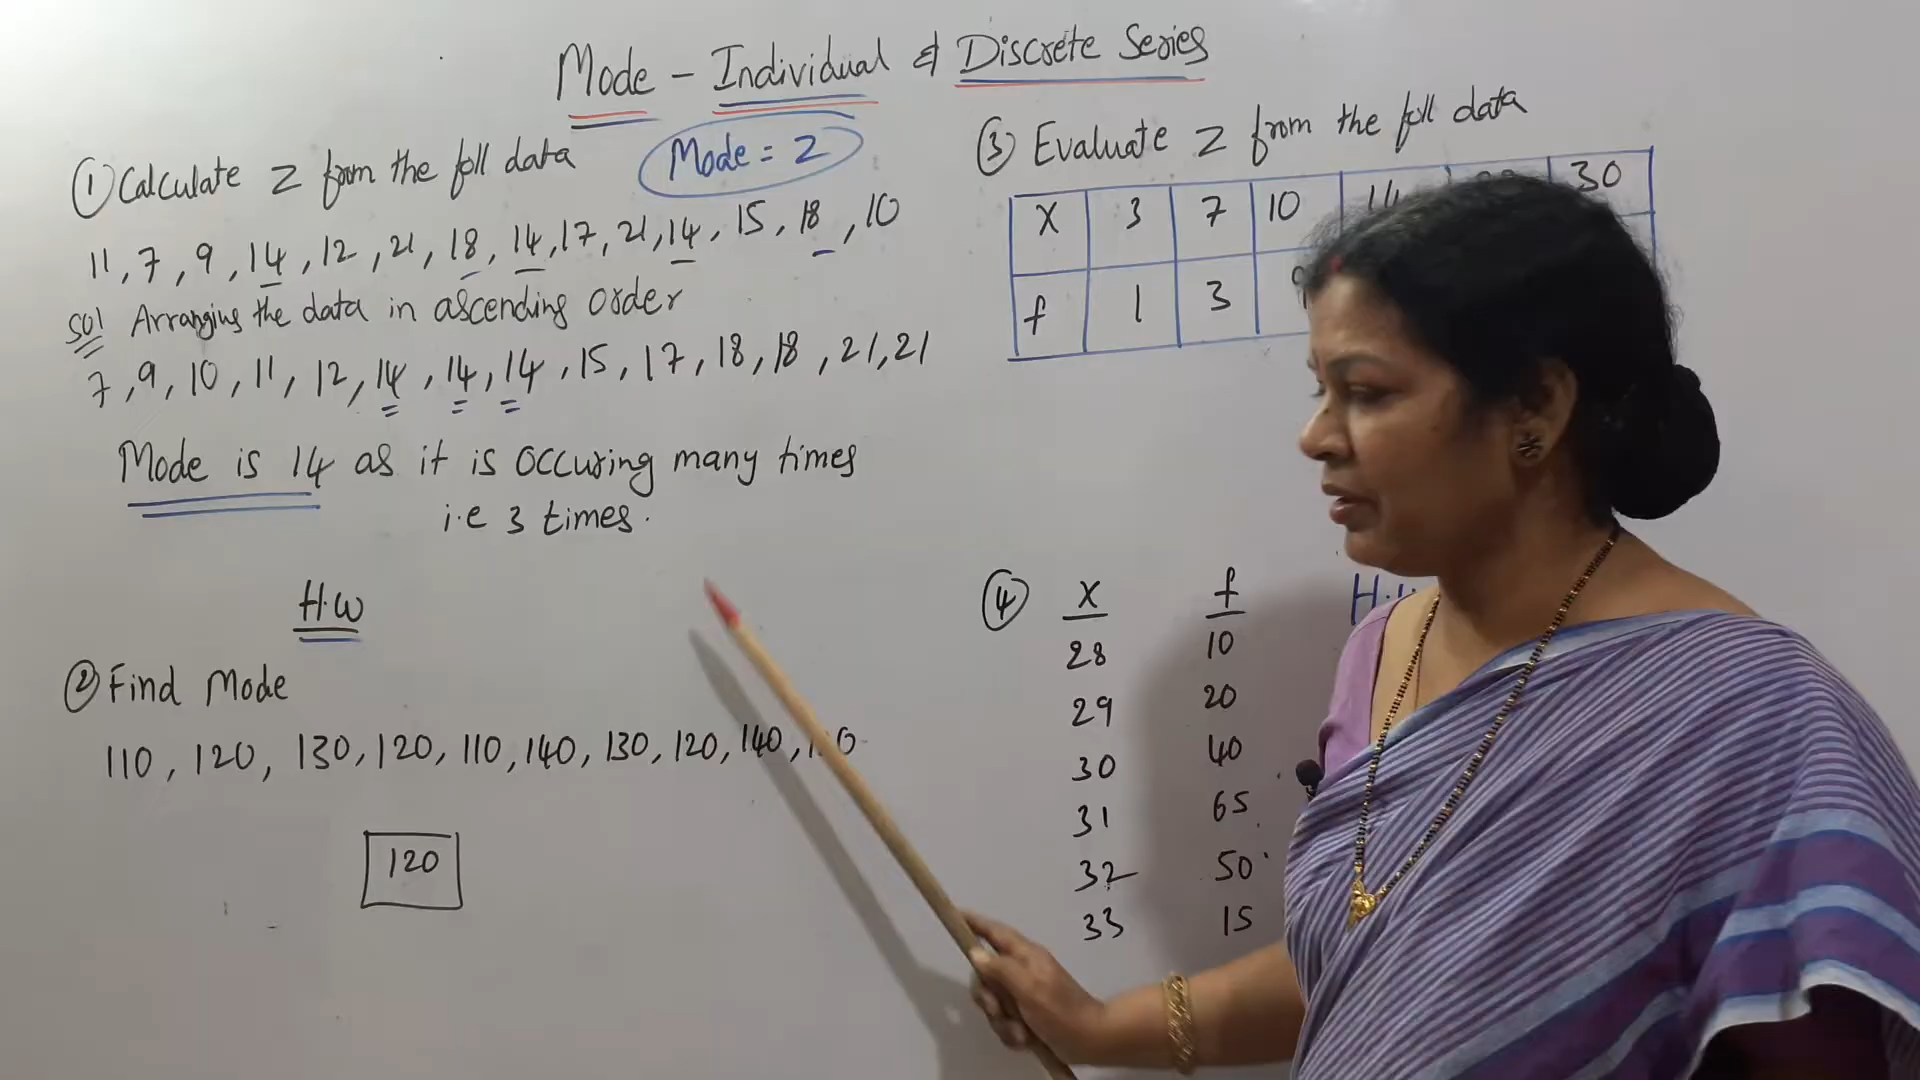 Mode - Individual & Discrete Series
① Calculate Z from the foll data
Mode = Z
11, 7, 9, 14, 12, 21, 18, 14, 17, 21, 14, 15, 18, 10
Sol Arranging the data in ascending order
7, 9, 10, 11, 12, 14, 14, 14, 15, 17, 18, 18, 21, 21
Mode is 14 as it is occuring many times
i.e 3 times.
H.W
② Find Mode
110, 120, 130, 120, 110, 140, 130, 120, 140,
120
③ Evaluate Z from the foll data
X 3 7 10 30
f 1 3
④ X f
28 10
29 20
30 40
31 65
32 50
33 15